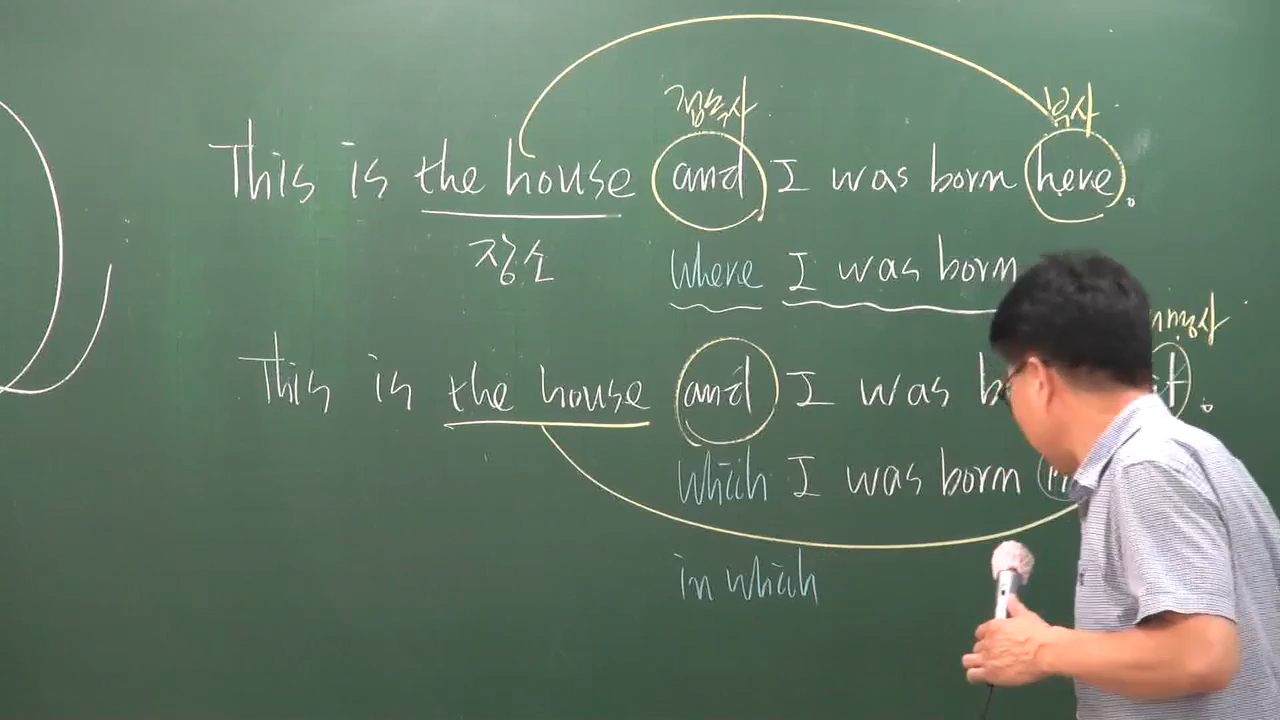 접속사 부사
This is the house and I was born here.
장소
where I was born
This is the house and I was born it.
which I was born
in which